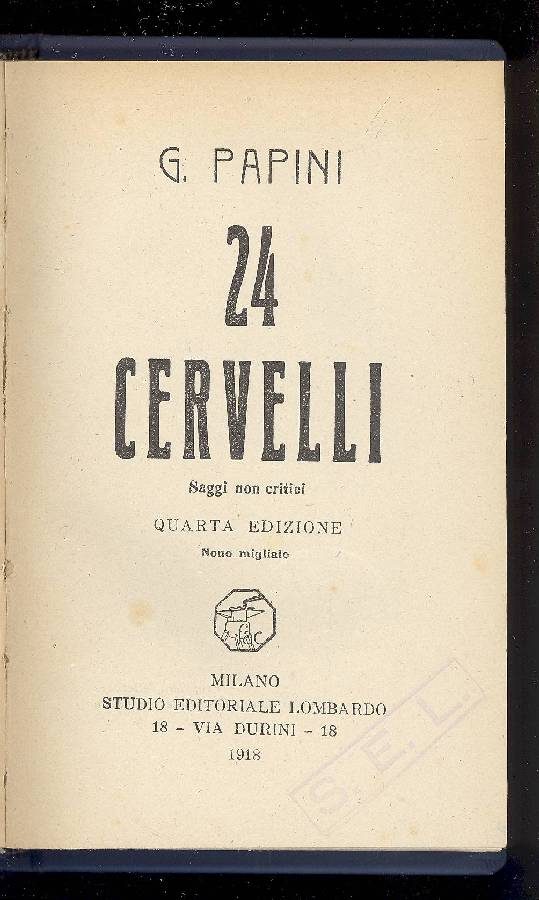 G. PAPINI
24
CERVELLI
Saggi non critici
QUARTA EDIZIONE
Nono migliaio
MILANO
STUDIO EDITORIALE LOMBARDO
18 - VIA DURINI - 18
1918
S. E. L.